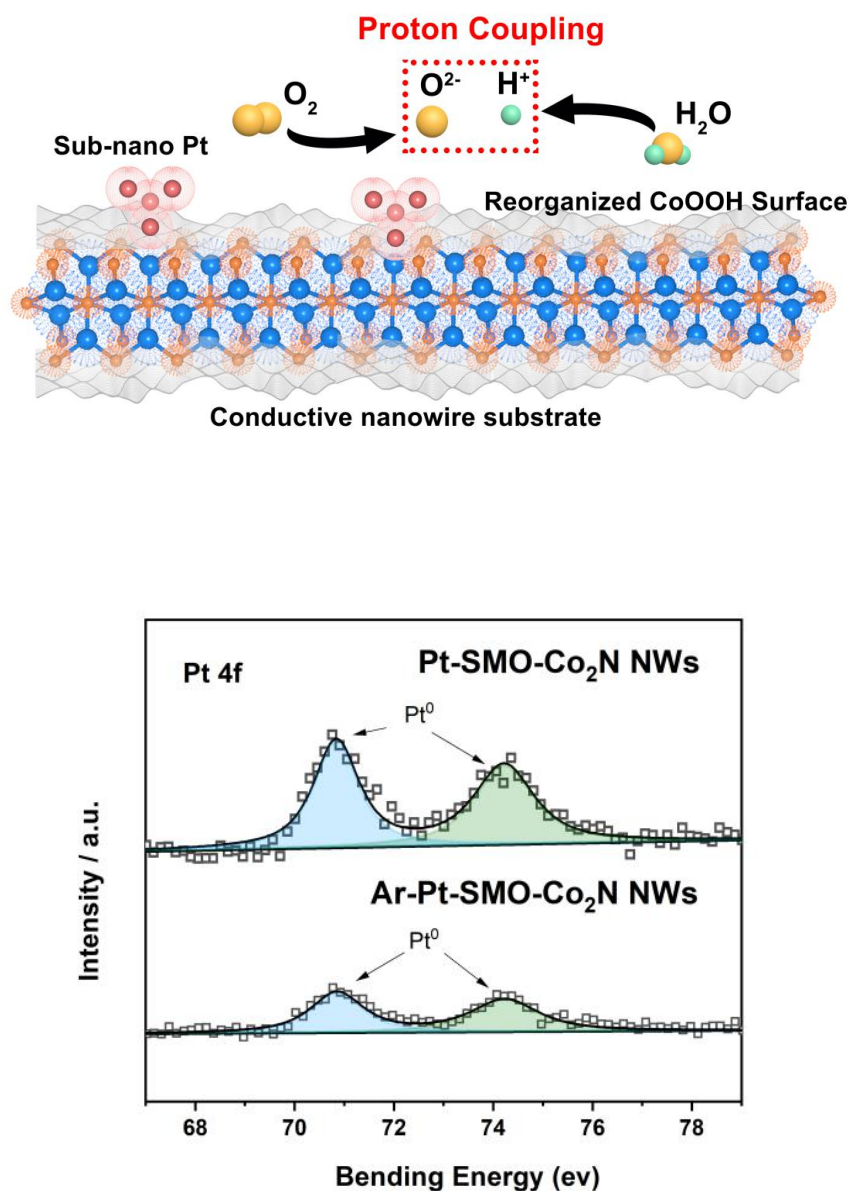 Proton Coupling
O₂
O²⁻
H⁺
H₂O
Sub-nano Pt
Reorganized CoOOH Surface
Conductive nanowire substrate
Pt 4f
Pt-SMO-Co₂N NWs
Pt⁰
Ar-Pt-SMO-Co₂N NWs
Pt⁰
Intensity / a.u.
68 70 72 74 76 78
Bending Energy (ev)